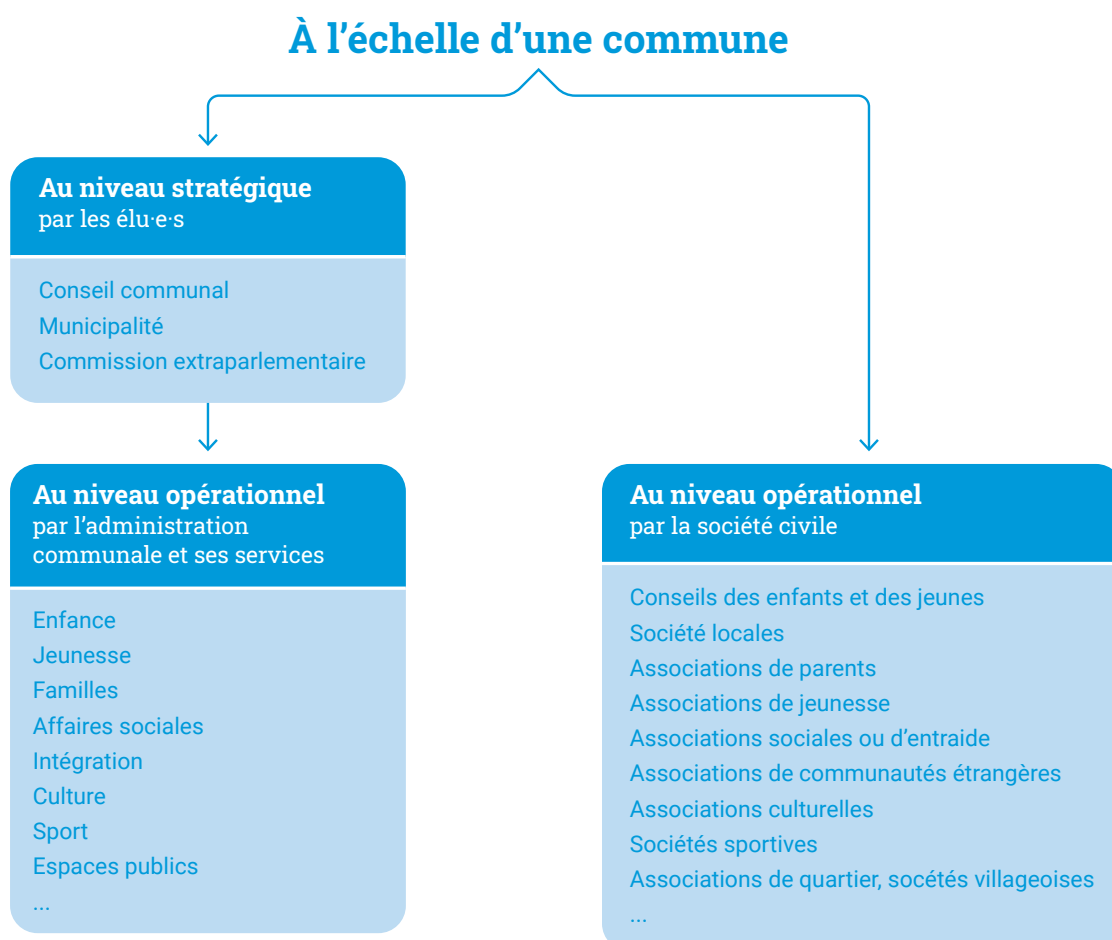 À l’échelle d’une commune
Au niveau stratégique
par les élu·e·s
Conseil communal
Municipalité
Commission extraparlementaire
Au niveau opérationnel
par l’administration
communale et ses services
Enfance
Jeunesse
Familles
Affaires sociales
Intégration
Culture
Sport
Espaces publics
...
Au niveau opérationnel
par la société civile
Conseils des enfants et des jeunes
Société locales
Associations de parents
Associations de jeunesse
Associations sociales ou d’entraide
Associations de communautés étrangères
Associations culturelles
Sociétés sportives
Associations de quartier, socétés villageoises
...